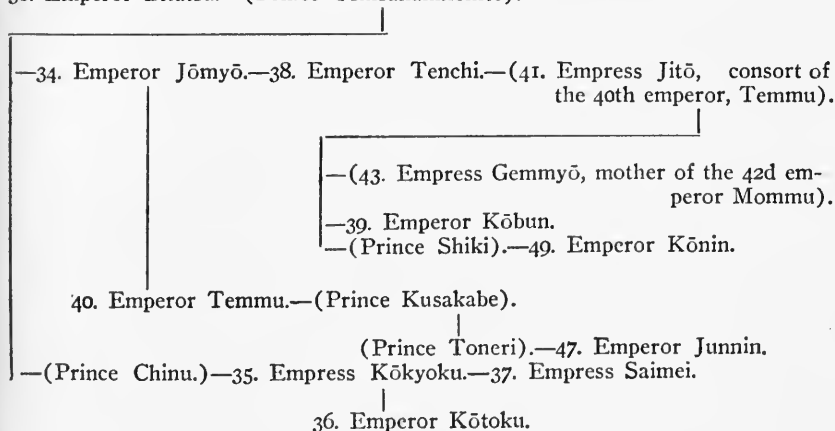 —34. Emperor Jōmyō.—38. Emperor Tenchi.—(41. Empress Jitō, consort of
the 40th emperor, Temmu).
—(43. Empress Gemmyō, mother of the 42d em-
peror Mommu).
—39. Emperor Kōbun.
—(Prince Shiki).—49. Emperor Kōnin.
40. Emperor Temmu.—(Prince Kusakabe).
(Prince Toneri).—47. Emperor Junnin.
—(Prince Chinu.)—35. Empress Kōkyoku.—37. Empress Saimei.
36. Emperor Kōtoku.